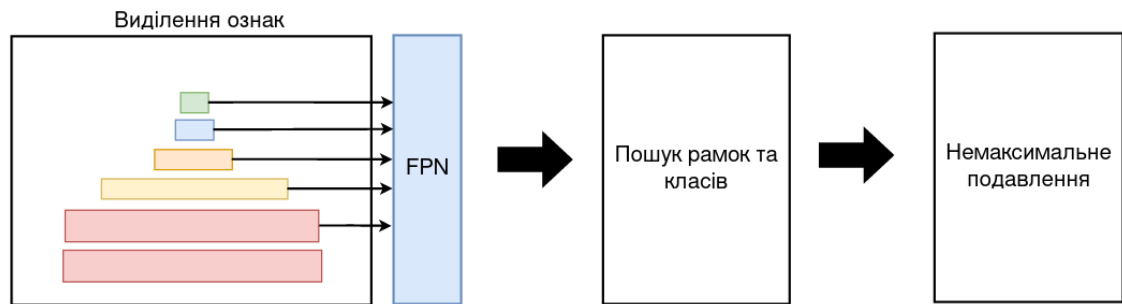 Виділення ознак
FPN
Пошук рамок та
класів
Немаксимальне
подавлення